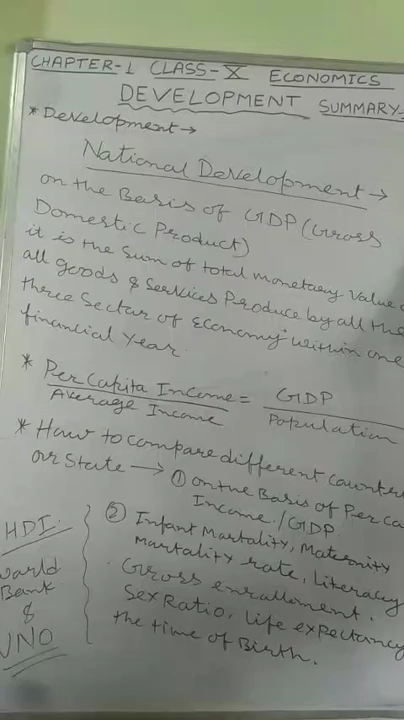 CHAPTER-1 CLASS-X ECONOMICS
DEVELOPMENT SUMMARY-
* Development →
National Development →
on the Basis of GDP (Gross
Domestic Product)
it is the sum of total monetary value
all goods & Services Produce by all the
three Sector of Economy within one
financial Year.
* Per Capita Income = GDP
Average Income Population
* How to compare different
or State → ① on the Basis of Per Ca
Income / GDP.
② Infant Martality, Maternity
Martality rate, Literacy
Gross enrallment.
Sex Ratio, life expectancy
the time of Birth.
HDI.
World
Bank
&
UNO